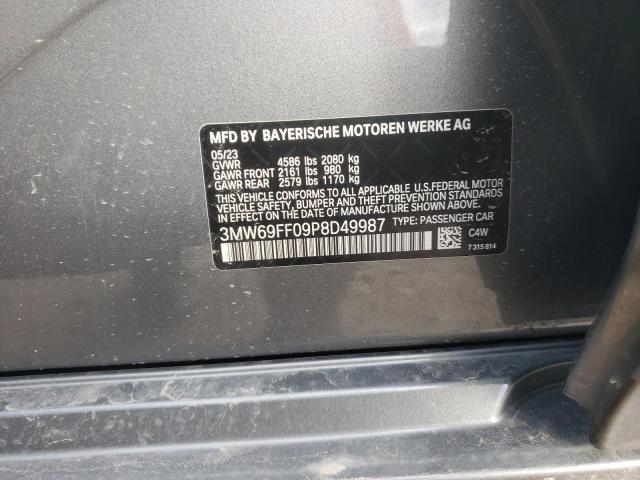 MFD BY BAYERISCHE MOTOREN WERKE AG
05/23
GVWR 4586 lbs 2080 kg
GAWR FRONT 2161 lbs 980 kg
GAWR REAR 2579 lbs 1170 kg
THIS VEHICLE CONFORMS TO ALL APPLICABLE U.S.FEDERAL MOTOR
VEHICLE SAFETY, BUMPER AND THEFT PREVENTION STANDARDS
IN EFFECT ON THE DATE OF MANUFACTURE SHOWN ABOVE.
3MW69FF09P8D49987 TYPE: PASSENGER CAR
C4W
7 315 814